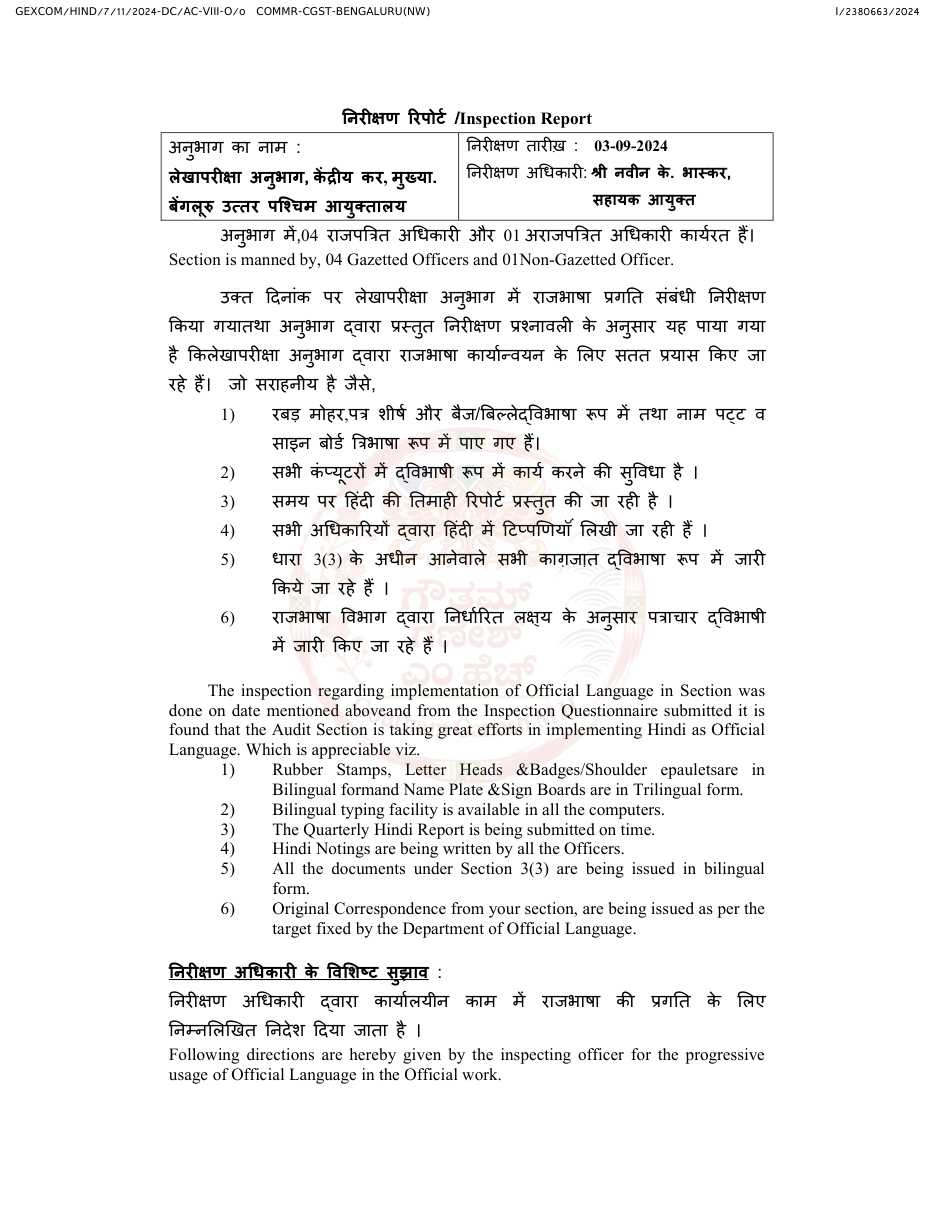 GEXCOM/HIND/7/11/2024-DC/AC-VIII-O/o COMMR-CGST-BENGALURU(NW) I/2380663/2024
निरीक्षण रिपोर्ट /Inspection Report
अनुभाग का नाम :
लेखापरीक्षा अनुभाग, केंद्रीय कर, मुख्या.
बेंगलूरु उत्तर पश्चिम आयुक्तालय
निरीक्षण तारीख़ : 03-09-2024
निरीक्षण अधिकारी: श्री नवीन के. भास्कर,
सहायक आयुक्त
अनुभाग में,04 राजपत्रित अधिकारी और 01 अराजपत्रित अधिकारी कार्यरत हैं।
Section is manned by, 04 Gazetted Officers and 01Non-Gazetted Officer.
उक्त दिनांक पर लेखापरीक्षा अनुभाग में राजभाषा प्रगति संबंधी निरीक्षण
किया गयातथा अनुभाग द्वारा प्रस्तुत निरीक्षण प्रश्नावली के अनुसार यह पाया गया
है किलेखापरीक्षा अनुभाग द्वारा राजभाषा कार्यान्वयन के लिए सतत प्रयास किए जा
रहे हैं। जो सराहनीय है जैसे,
1) रबड़ मोहर,पत्र शीर्ष और बैज/बिल्लेद्विभाषा रूप में तथा नाम पट्ट व
साइन बोर्ड त्रिभाषा रूप में पाए गए हैं।
2) सभी कंप्यूटरों में द्विभाषी रूप में कार्य करने की सुविधा है ।
3) समय पर हिंदी की तिमाही रिपोर्ट प्रस्तुत की जा रही है ।
4) सभी अधिकारियों द्वारा हिंदी में टिप्पणियाँ लिखी जा रही हैं ।
5) धारा 3(3) के अधीन आनेवाले सभी काग़ज़ात द्विभाषा रूप में जारी
किये जा रहे हैं ।
6) राजभाषा विभाग द्वारा निर्धारित लक्ष्य के अनुसार पत्राचार द्विभाषी
में जारी किए जा रहे हैं ।
ಗೌತಮ್
ಗಣೇಶ್
ಎಂ ಹೆಚ್
The inspection regarding implementation of Official Language in Section was
done on date mentioned aboveand from the Inspection Questionnaire submitted it is
found that the Audit Section is taking great efforts in implementing Hindi as Official
Language. Which is appreciable viz.
1) Rubber Stamps, Letter Heads &Badges/Shoulder epauletsare in
Bilingual formand Name Plate &Sign Boards are in Trilingual form.
2) Bilingual typing facility is available in all the computers.
3) The Quarterly Hindi Report is being submitted on time.
4) Hindi Notings are being written by all the Officers.
5) All the documents under Section 3(3) are being issued in bilingual
form.
6) Original Correspondence from your section, are being issued as per the
target fixed by the Department of Official Language.
निरीक्षण अधिकारी के विशिष्ट सुझाव :
निरीक्षण अधिकारी द्वारा कार्यालयीन काम में राजभाषा की प्रगति के लिए
निम्नलिखित निदेश दिया जाता है ।
Following directions are hereby given by the inspecting officer for the progressive
usage of Official Language in the Official work.